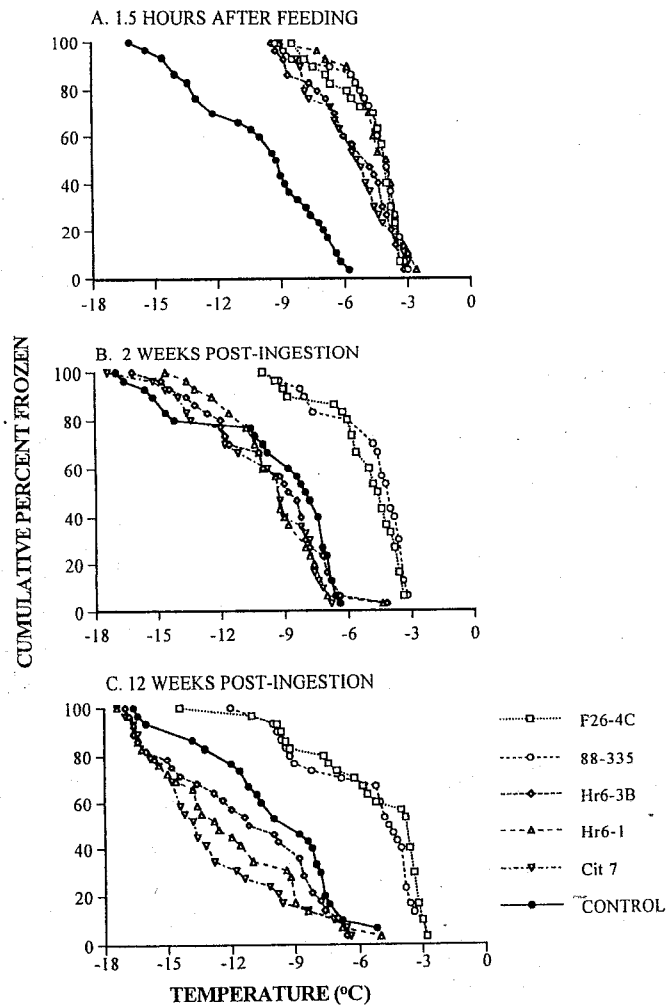 A. 1.5 HOURS AFTER FEEDING
100
80
60
40
20
0
-18 -15 -12 -9 -6 -3 0
CUMULATIVE PERCENT FROZEN
B. 2 WEEKS POST-INGESTION
100
80
60
40
20
0
-18 -15 -12 -9 -6 -3 0
C. 12 WEEKS POST-INGESTION
100
80
60
40
20
0
-18 -15 -12 -9 -6 -3 0
TEMPERATURE (°C)
F26-4C
88-335
Hr6-3B
Hr6-1
Cit 7
CONTROL